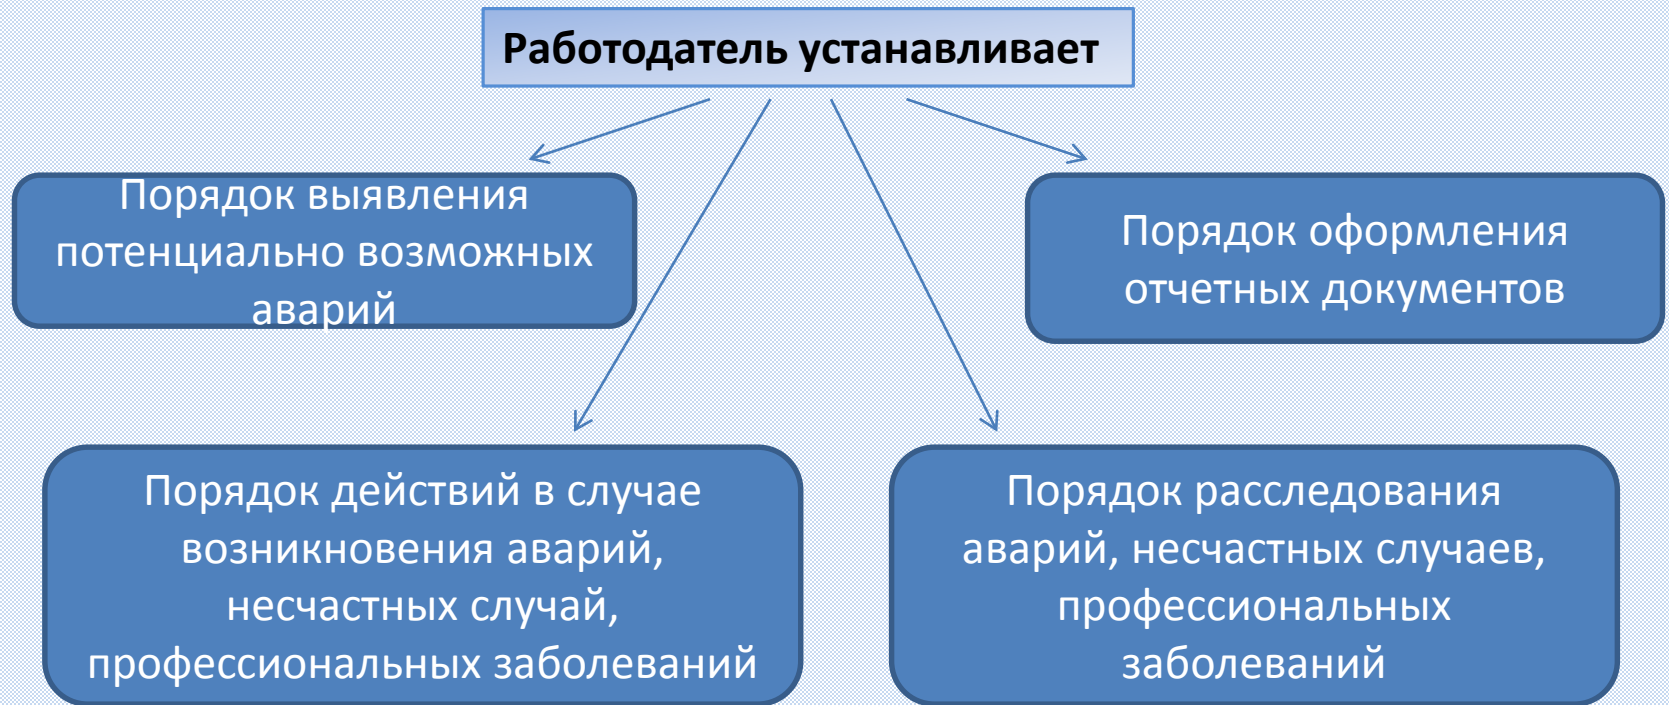 Работодатель устанавливает
Порядок выявления
потенциально возможных
аварий
Порядок оформления
отчетных документов
Порядок действий в случае
возникновения аварий,
несчастных случай,
профессиональных заболеваний
Порядок расследования
аварий, несчастных случаев,
профессиональных
заболеваний